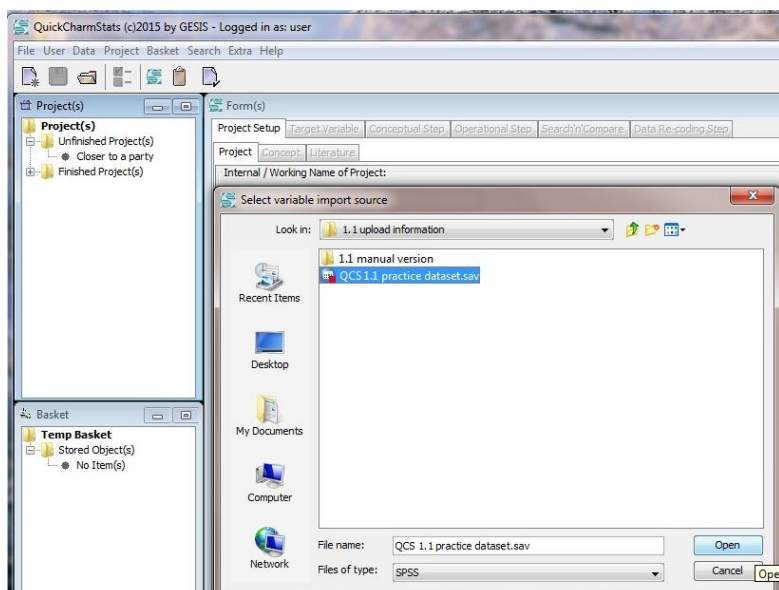 QuickCharmStats (c)2015 by GESIS - Logged in as: user
File User Data Project Basket Search Extra Help
Project(s)
Project(s)
Unfinished Project(s)
Closer to a party
Finished Project(s)
Form(s)
Project Setup Target Variable Conceptual Step Operational Step Search'n'Compare Data Re-coding Step
Project Concept Literature
Internal / Working Name of Project:
Select variable import source
Look in: 1.1 upload information
1.1 manual version
QCS 1.1 practice dataset.sav
Recent Items
Desktop
My Documents
Computer
Network
File name: QCS 1.1 practice dataset.sav Open
Files of type: SPSS Cancel
Ope
Basket
Temp Basket
Stored Object(s)
No Item(s)